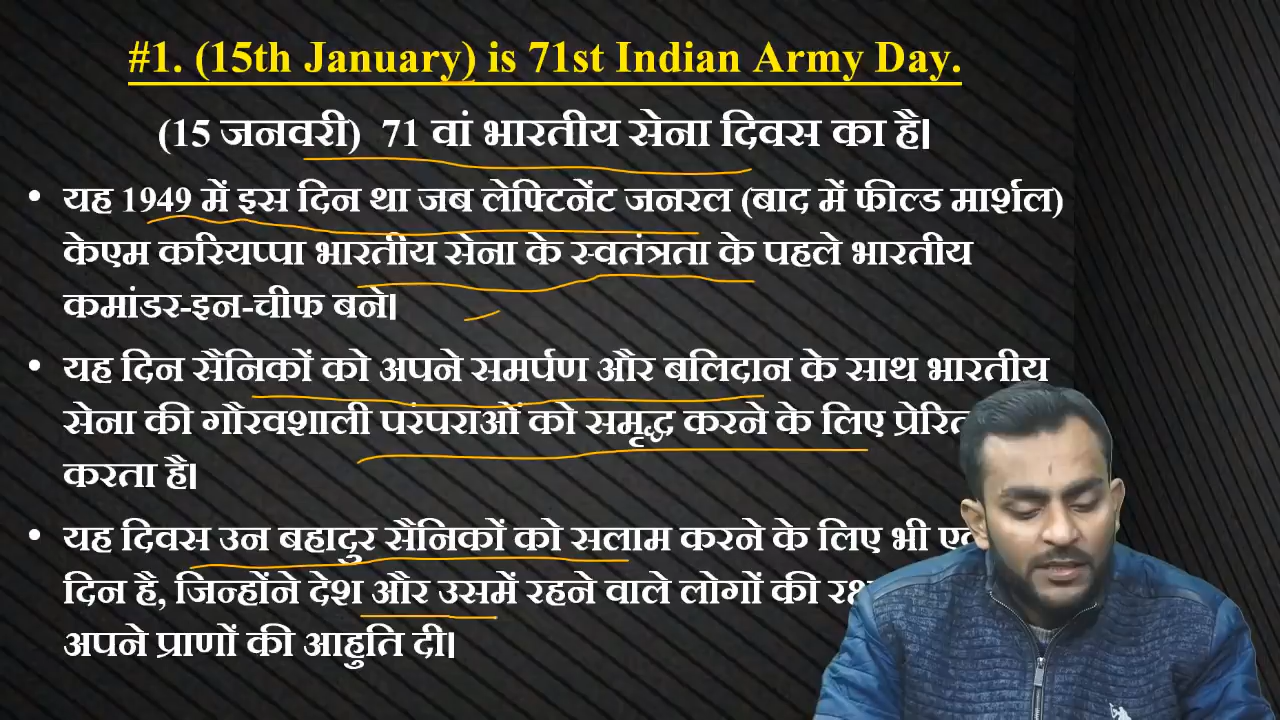 #1. (15th January) is 71st Indian Army Day.
(15 जनवरी) 71 वां भारतीय सेना दिवस का है।
• यह 1949 में इस दिन था जब लेफ्टिनेंट जनरल (बाद में फील्ड मार्शल)
केएम करियप्पा भारतीय सेना के स्वतंत्रता के पहले भारतीय
कमांडर-इन-चीफ बने।
• यह दिन सैनिकों को अपने समर्पण और बलिदान के साथ भारतीय
सेना की गौरवशाली परंपराओं को समृद्ध करने के लिए
करता है।
• यह दिवस उन बहादुर सैनिकों को सलाम करने के लिए भी
दिन है, जिन्होंने देश और उसमें रहने वाले लोगों की
अपने प्राणों की आहुति दी।